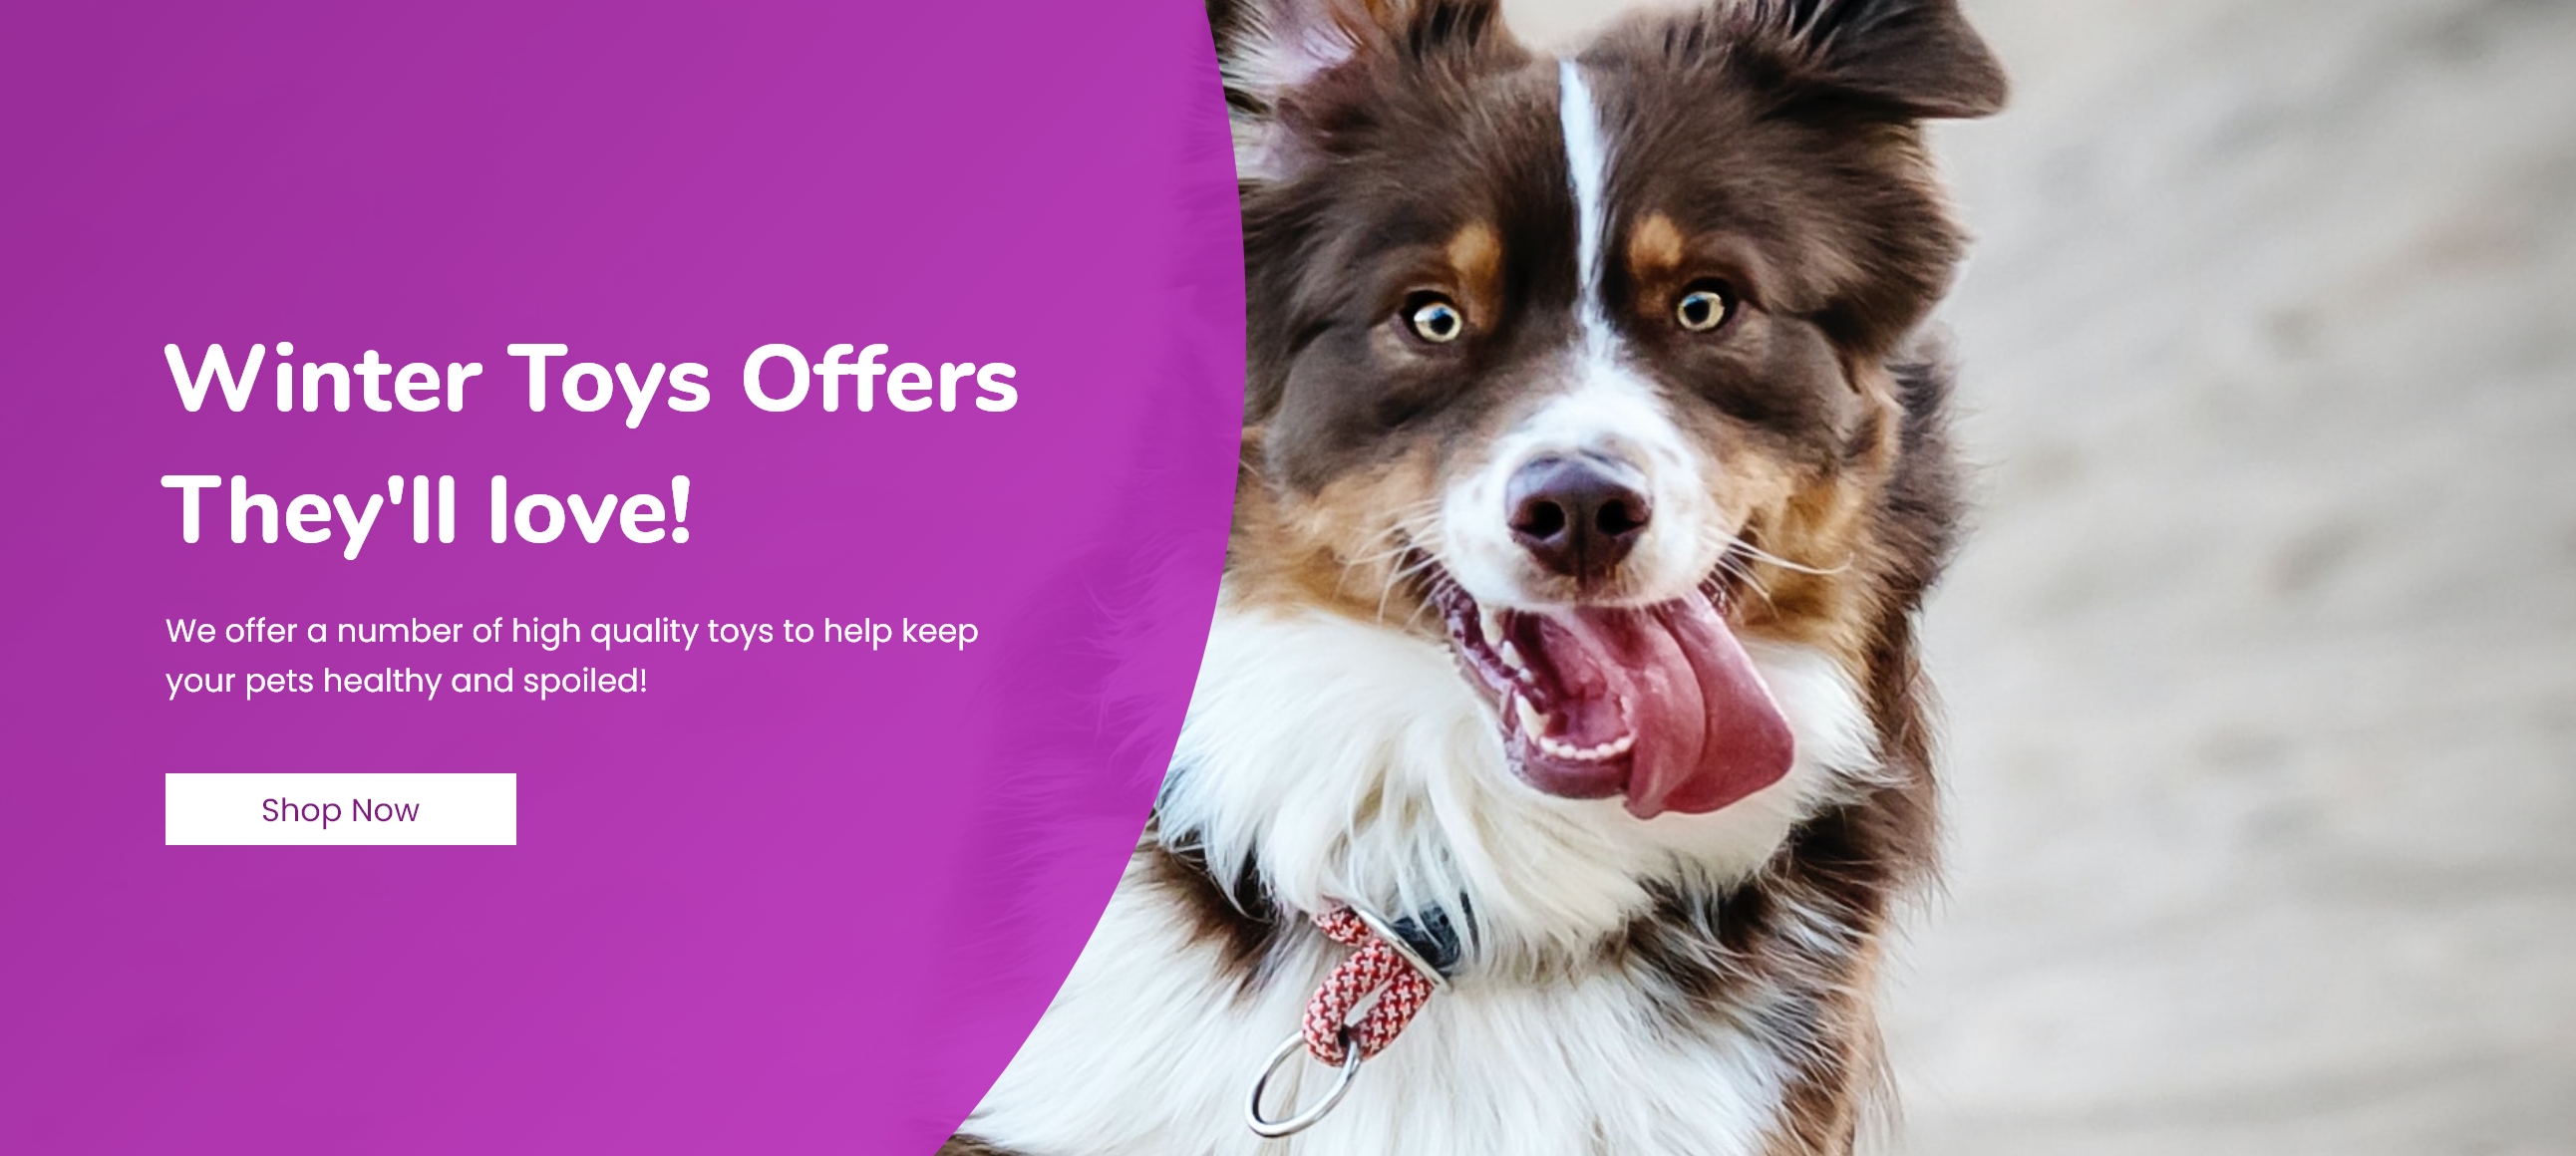 Winter Toys Offers
They'll love!
We offer a number of high quality toys to help keep
your pets healthy and spoiled!
Shop Now